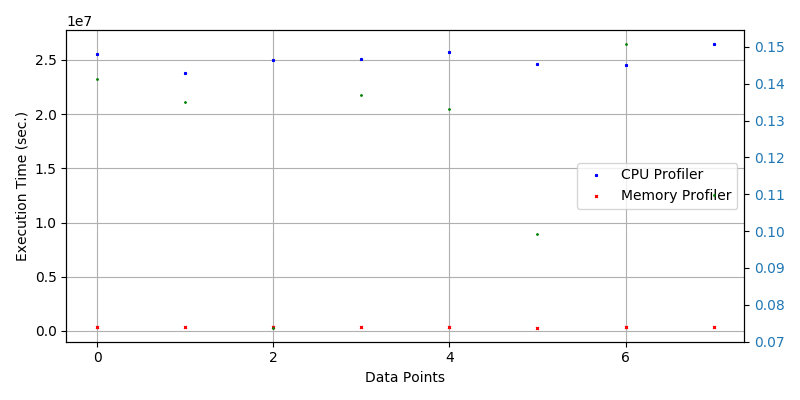 1e7
2.5
2.0
1.5
1.0
0.5
0.0
Execution Time (sec.)
0.15
0.14
0.13
0.12
0.11
0.10
0.09
0.08
0.07
CPU Profiler
Memory Profiler
0 2 4 6
Data Points